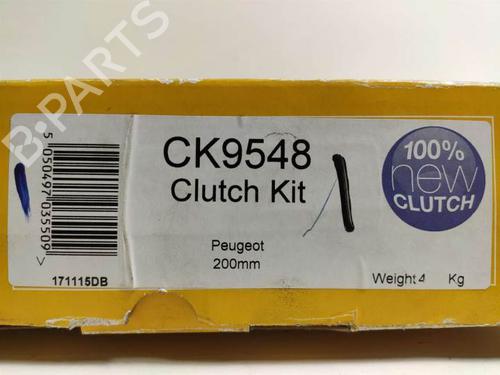 B-PARTS
CK9548
Clutch Kit
Peugeot
200mm
Weight 4 Kg
100%
new
CLUTCH
5 050497 035509 >
171115DB